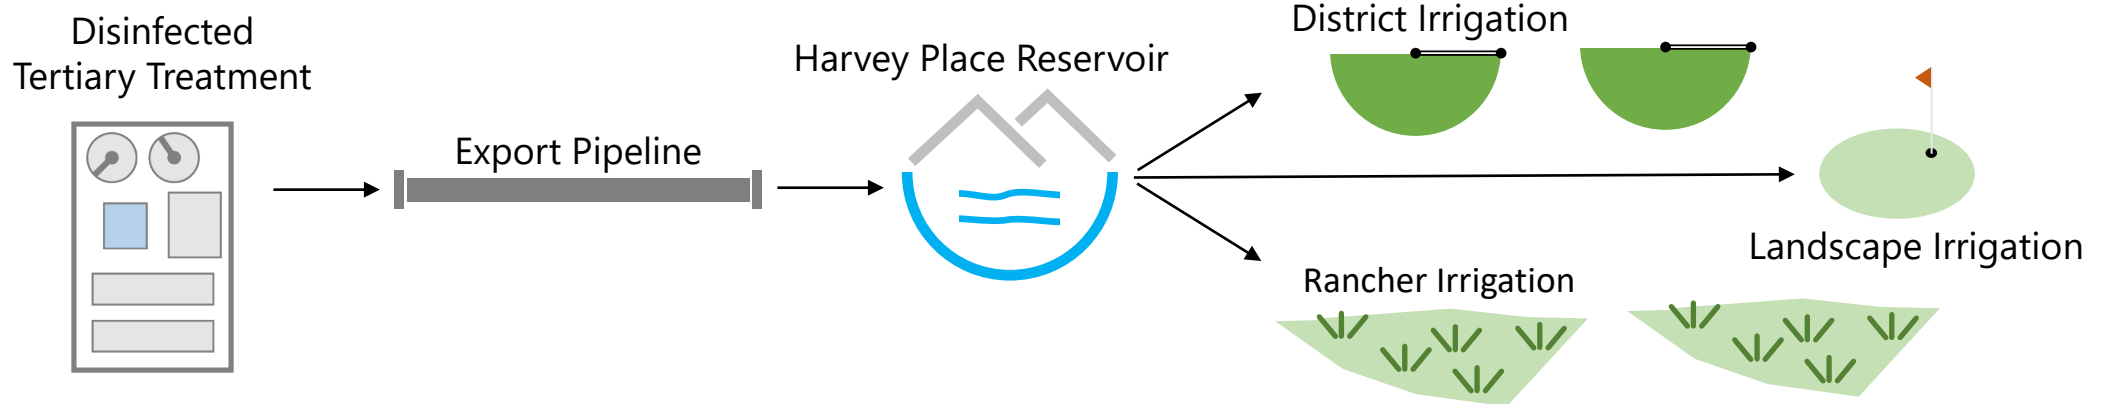 Disinfected
Tertiary Treatment
Export Pipeline
Harvey Place Reservoir
District Irrigation
Landscape Irrigation
Rancher Irrigation